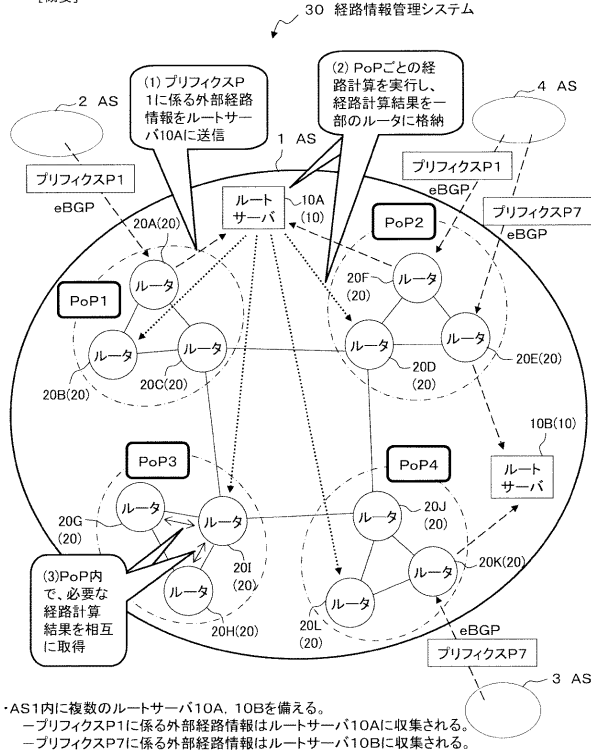 [概要]
30 経路情報管理システム
(1) プリフィクスP
1に係る外部経路
情報をルートサー
バ10Aに送信
(2) PoPごとの経
路計算を実行し、
経路計算結果を一
部のルータに格納
2 AS
4 AS
1 AS
プリフィクスP1
eBGP
プリフィクスP1
eBGP
プリフィクスP7
eBGP
ルート
サーバ
10A
(10)
PoP1
20A(20)
ルータ
ルータ
20B(20)
ルータ
20C(20)
PoP2
20F
(20)
ルータ
ルータ
20D
(20)
ルータ
20E(20)
10B(10)
ルート
サーバ
PoP3
20G
(20)
ルータ
ルータ
20I
(20)
ルータ
20H(20)
(3)PoP内
で、必要な
経路計算
結果を相互
に取得
PoP4
ルータ
20J
(20)
ルータ
20K(20)
ルータ
20L
(20)
eBGP
プリフィクスP7
3 AS
・AS1内に複数のルートサーバ10A,10Bを備える。
－プリフィクスP1に係る外部経路情報はルートサーバ10Aに収集される。
－プリフィクスP7に係る外部経路情報はルートサーバ10Bに収集される。